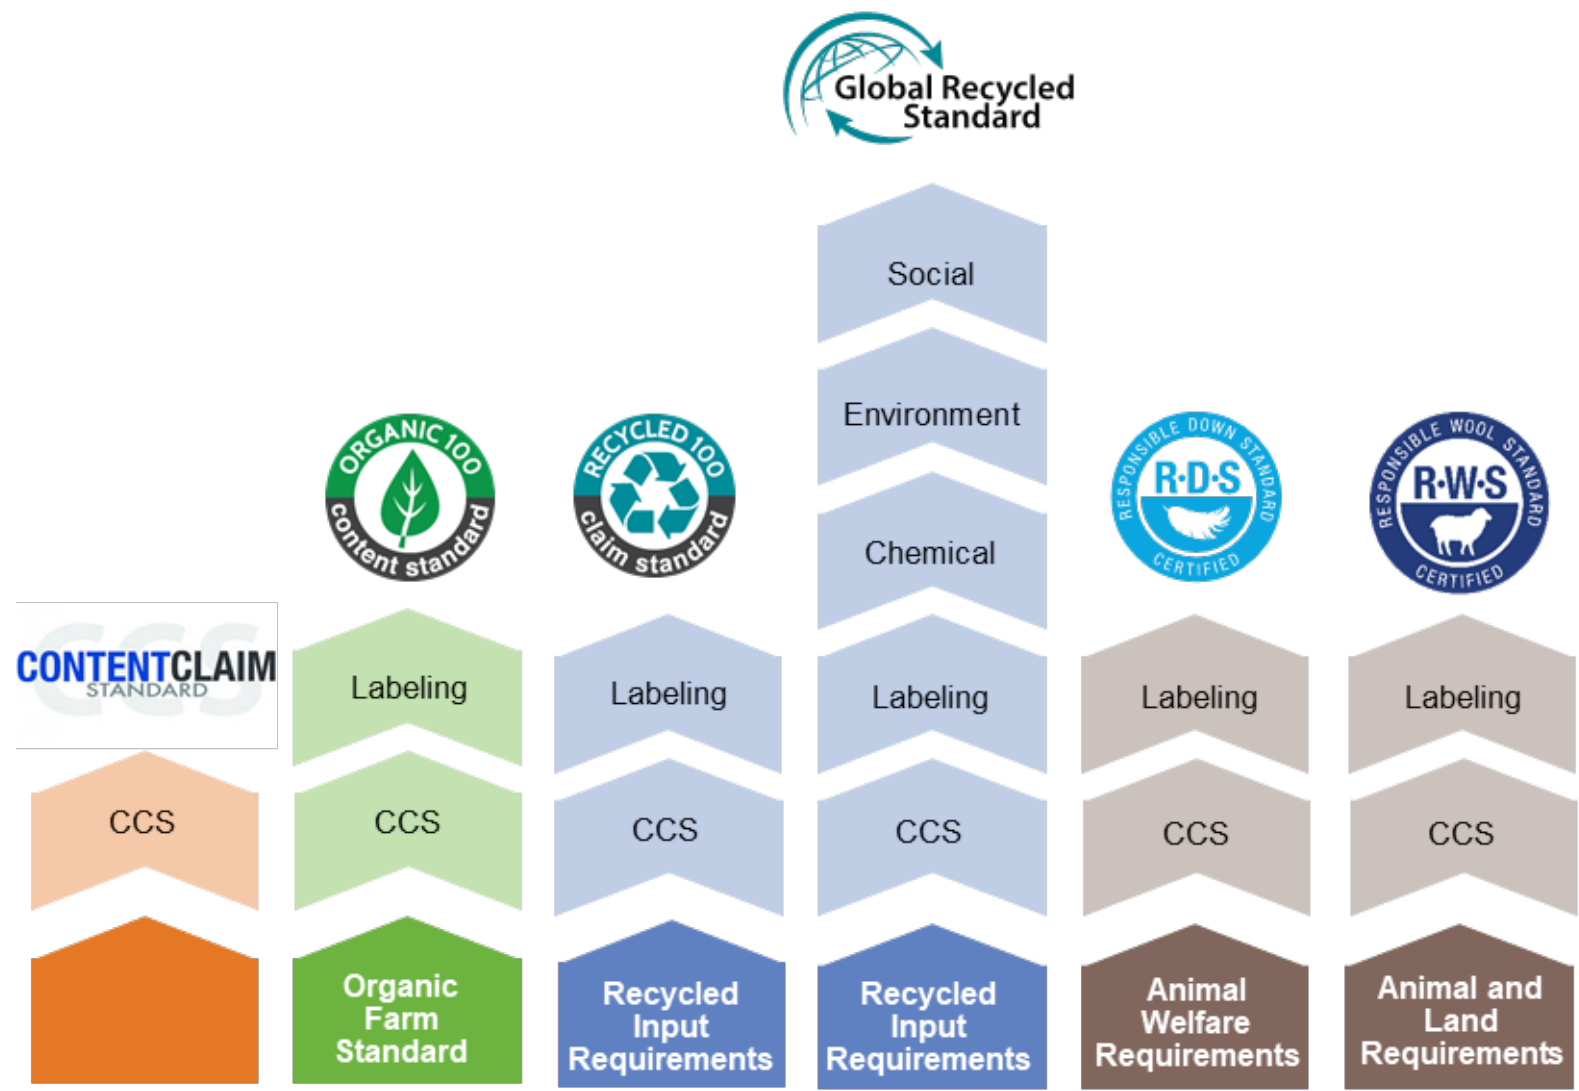 Global Recycled
Standard
Social
Environment
Chemical
ORGANIC 100
content standard
RECYCLED 100
claim standard
RESPONSIBLE DOWN STANDARD
R·D·S
CERTIFIED
RESPONSIBLE WOOL STANDARD
R·W·S
CERTIFIED
CCS
CONTENTCLAIM
STANDARD
Labeling
Labeling
Labeling
Labeling
Labeling
CCS
CCS
CCS
CCS
CCS
CCS
Organic
Farm
Standard
Recycled
Input
Requirements
Recycled
Input
Requirements
Animal
Welfare
Requirements
Animal and
Land
Requirements